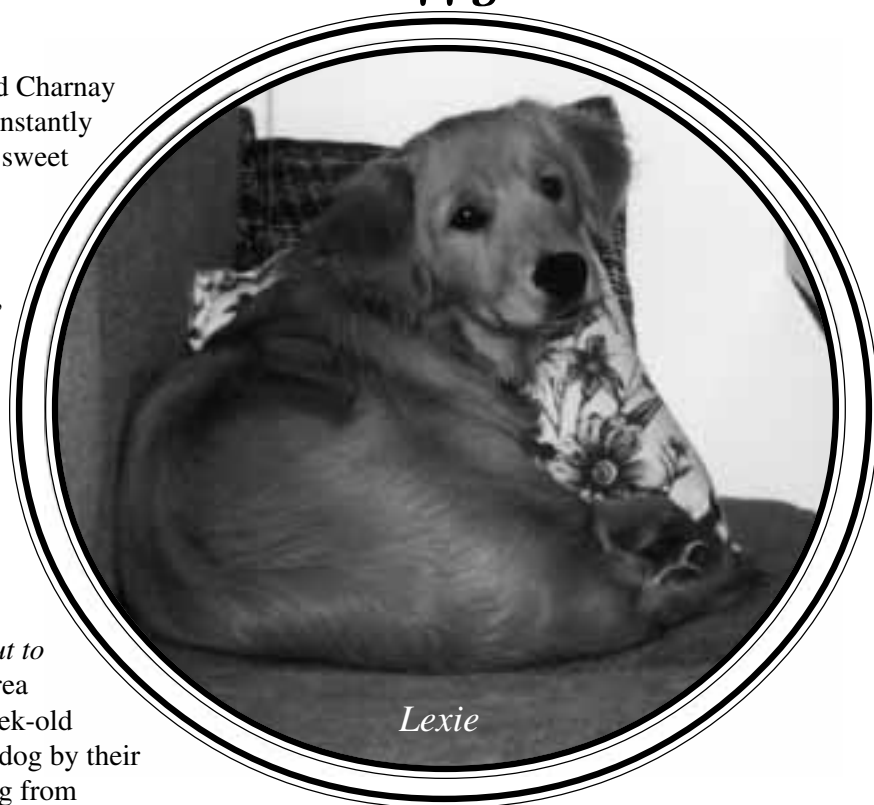 d Charnay
nstantly
sweet
ut to
rea
ek-old
dog by their
g from
Lexie